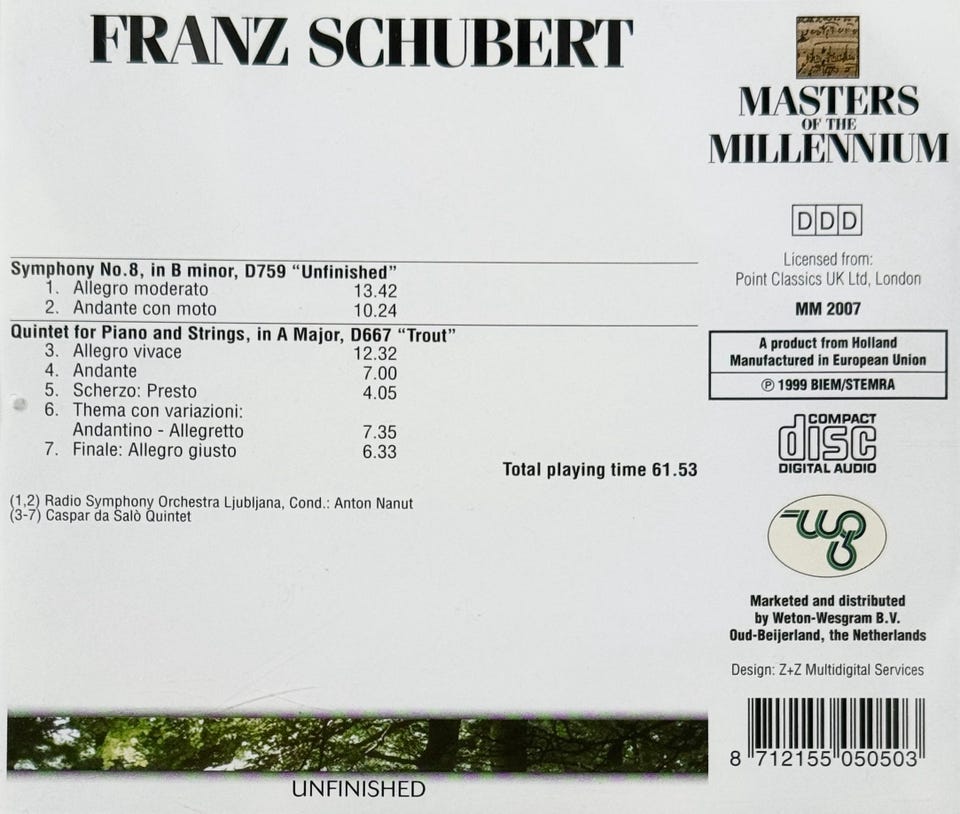 FRANZ SCHUBERT
Symphony No.8, in B minor, D759 “Unfinished”
1. Allegro moderato 13.42
2. Andante con moto 10.24
Quintet for Piano and Strings, in A Major, D667 “Trout”
3. Allegro vivace 12.32
4. Andante 7.00
5. Scherzo: Presto 4.05
6. Thema con variazioni:
Andantino - Allegretto 7.35
7. Finale: Allegro giusto 6.33
Total playing time 61.53
(1,2) Radio Symphony Orchestra Ljubljana, Cond.: Anton Nanut
(3-7) Caspar da Salò Quintet
UNFINISHED
MASTERS
OF THE
MILLENNIUM
DDD
Licensed from:
Point Classics UK Ltd, London
MM 2007
A product from Holland
Manufactured in European Union
℗ 1999 BIEM/STEMRA
COMPACT
disc
DIGITAL AUDIO
Marketed and distributed
by Weton-Wesgram B.V.
Oud-Beijerland, the Netherlands
Design: Z+Z Multidigital Services
8 712155 050503